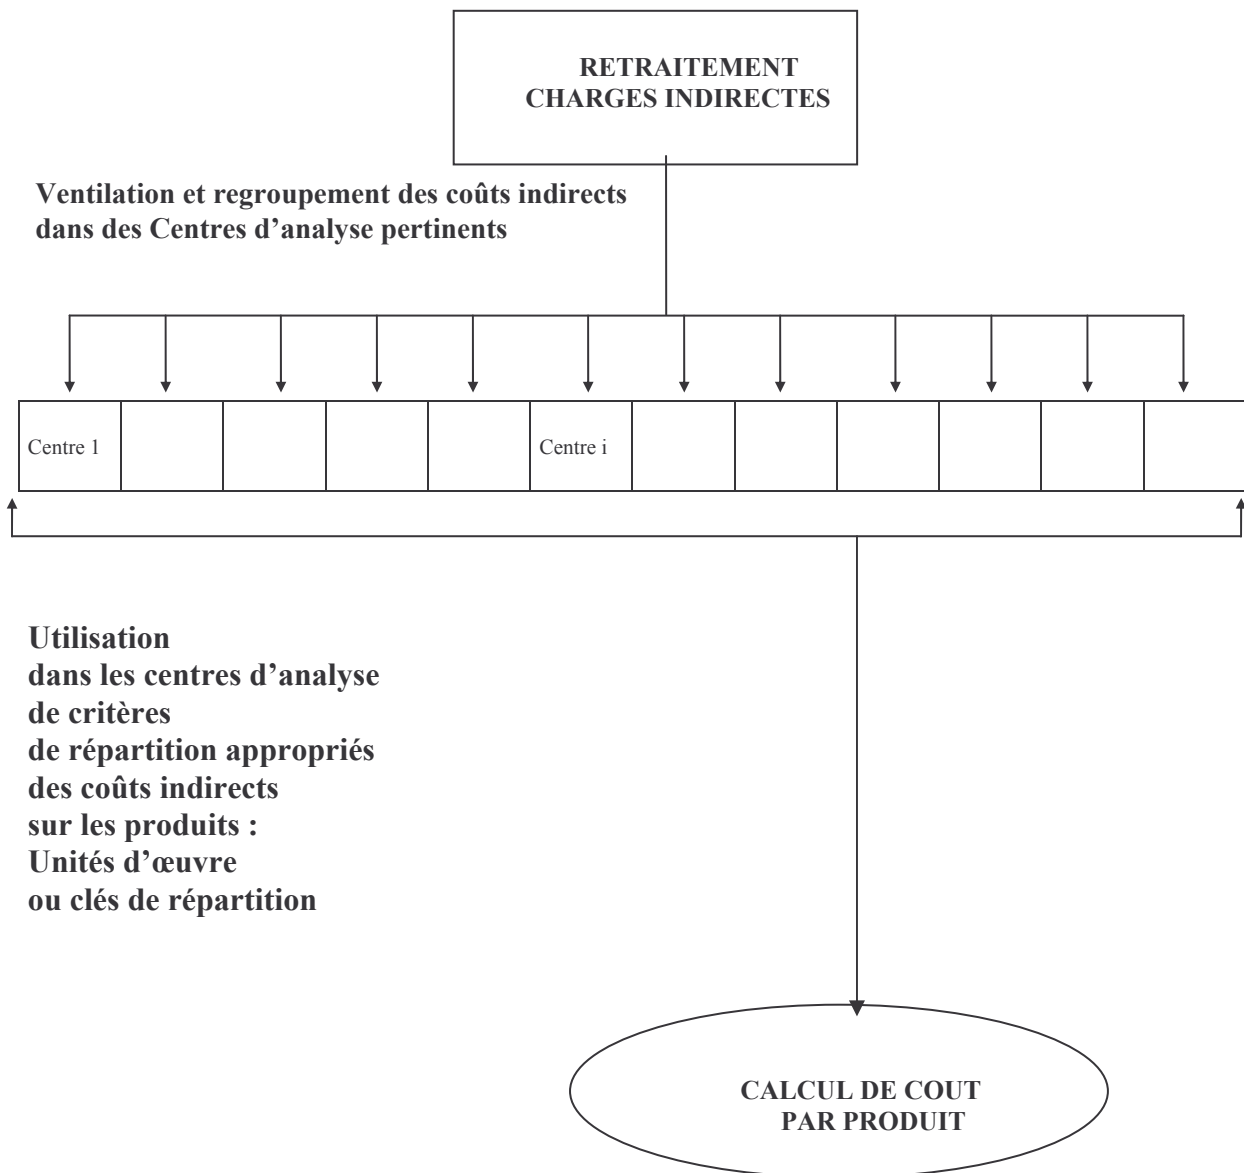 RETRAITEMENT
CHARGES INDIRECTES
Ventilation et regroupement des coûts indirects
dans des Centres d’analyse pertinents
Centre 1
Centre i
Utilisation
dans les centres d’analyse
de critères
de répartition appropriés
des coûts indirects
sur les produits :
Unités d’œuvre
ou clés de répartition
CALCUL DE COUT
PAR PRODUIT